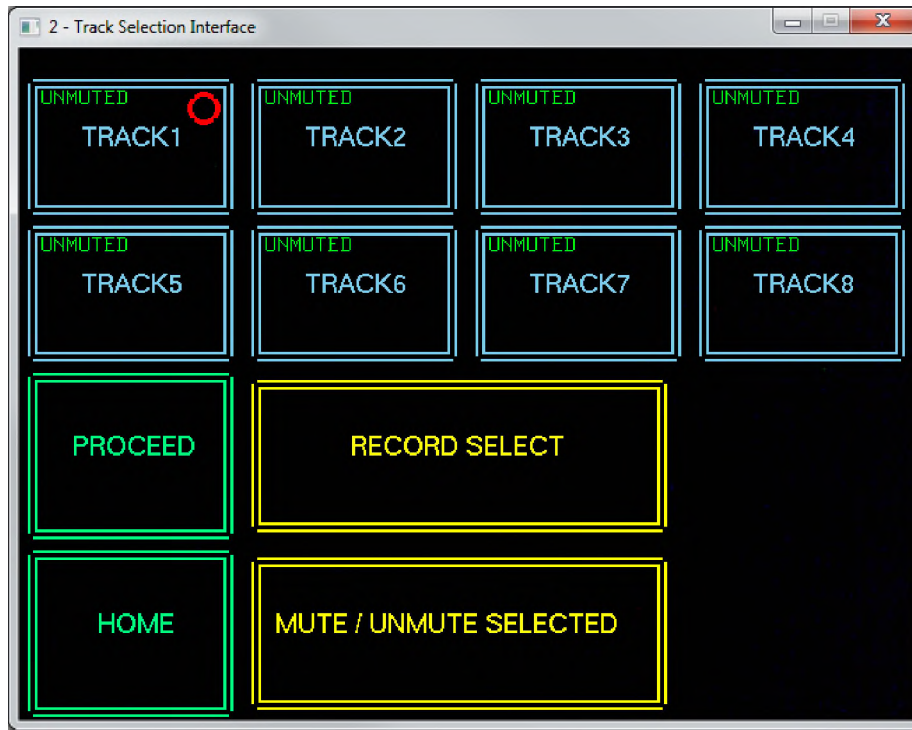 2 - Track Selection Interface
UNMUTED UNMUTED UNMUTED UNMUTED
TRACK1 TRACK2 TRACK3 TRACK4
UNMUTED UNMUTED UNMUTED UNMUTED
TRACK5 TRACK6 TRACK7 TRACK8
PROCEED RECORD SELECT
HOME MUTE / UNMUTE SELECTED